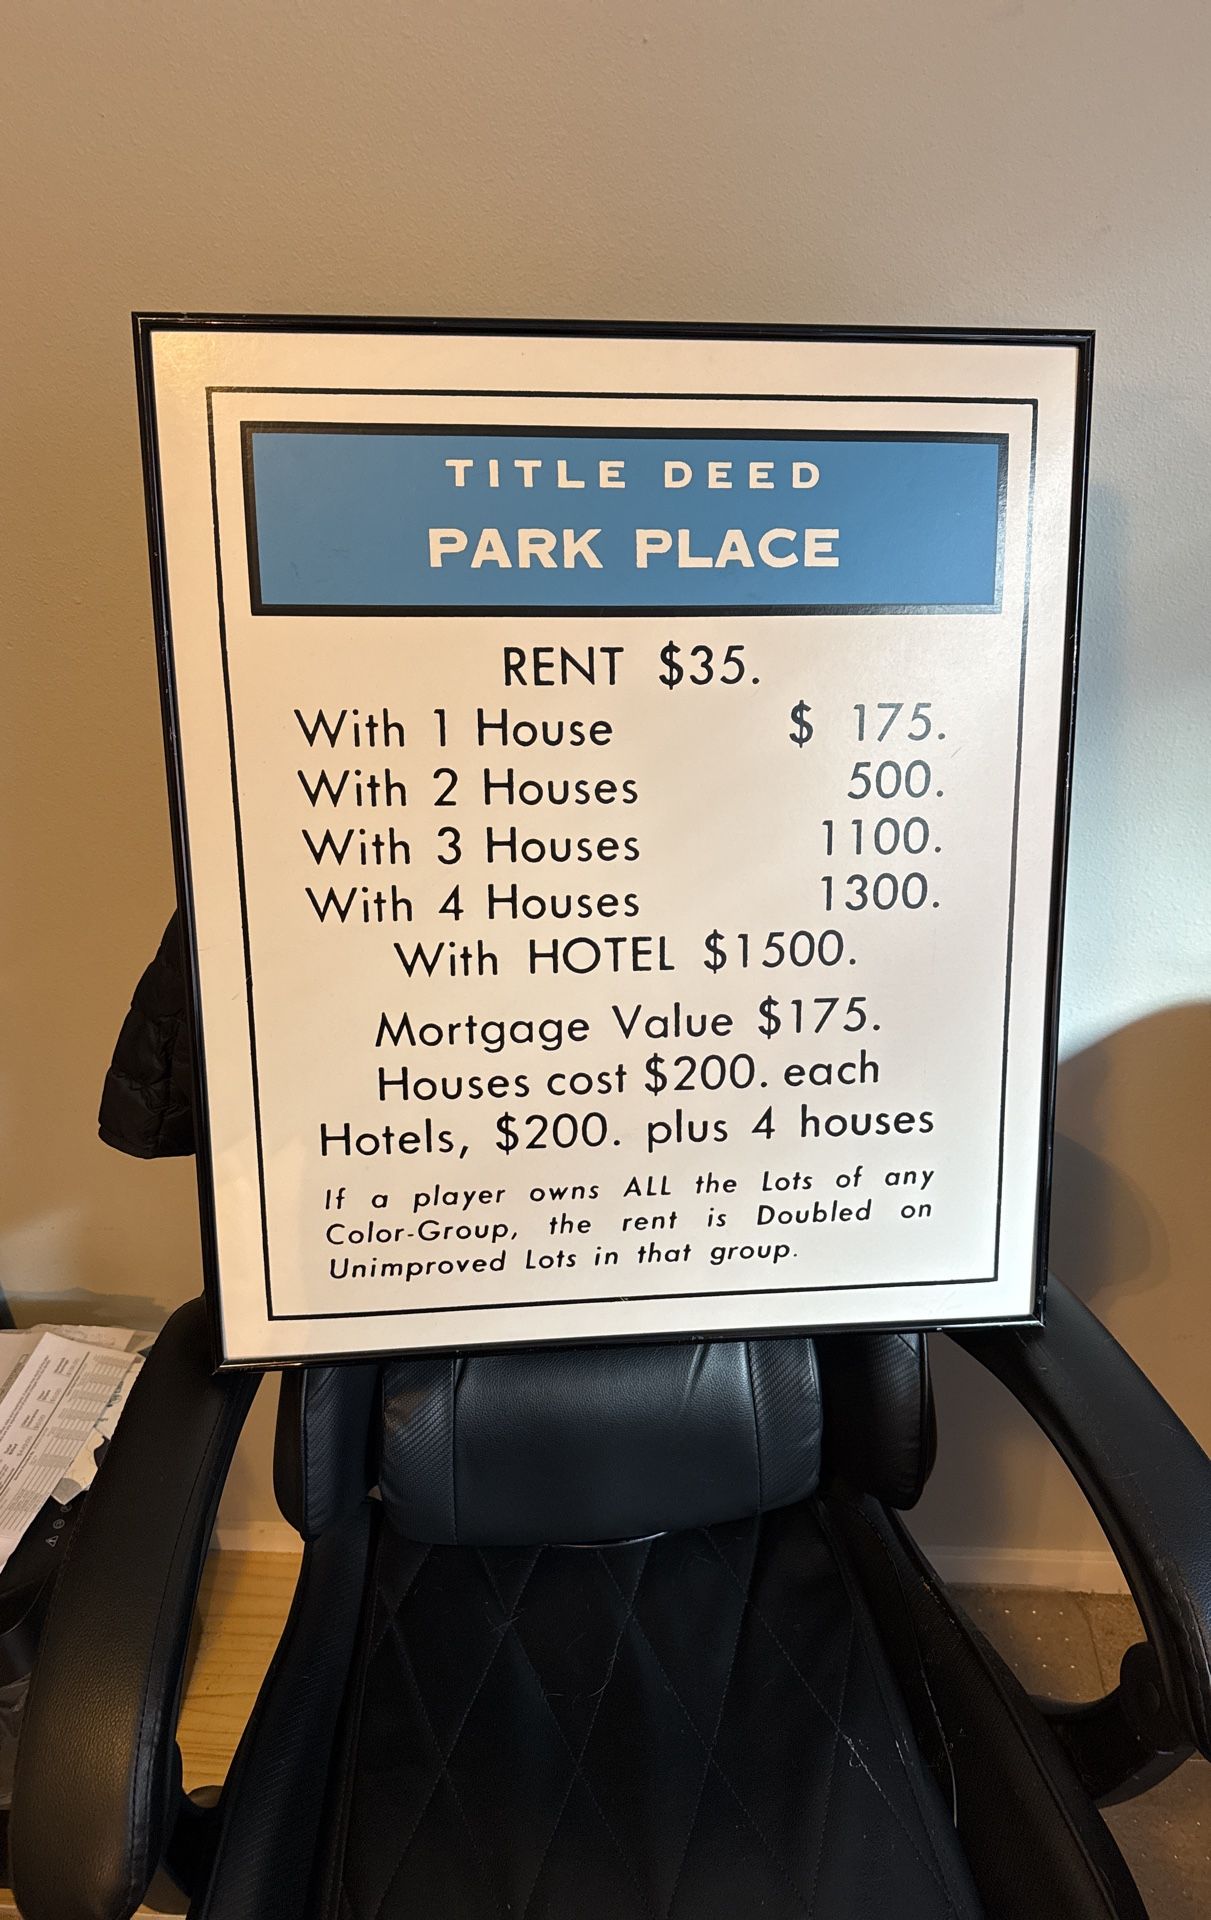 TITLE DEED
PARK PLACE
RENT $35.
With 1 House $ 175.
With 2 Houses 500.
With 3 Houses 1100.
With 4 Houses 1300.
With HOTEL $1500.
Mortgage Value $175.
Houses cost $200. each
Hotels, $200. plus 4 houses
If a player owns ALL the Lots of any
Color-Group, the rent is Doubled on
Unimproved Lots in that group.